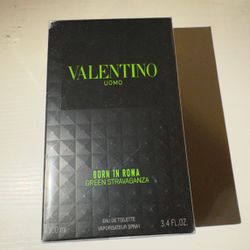 VALENTINO
UOMO
BORN IN ROMA
GREEN STRAVAGANZA
EAU DE TOILETTE
VAPORISATEUR SPRAY
3.4 FL.OZ.